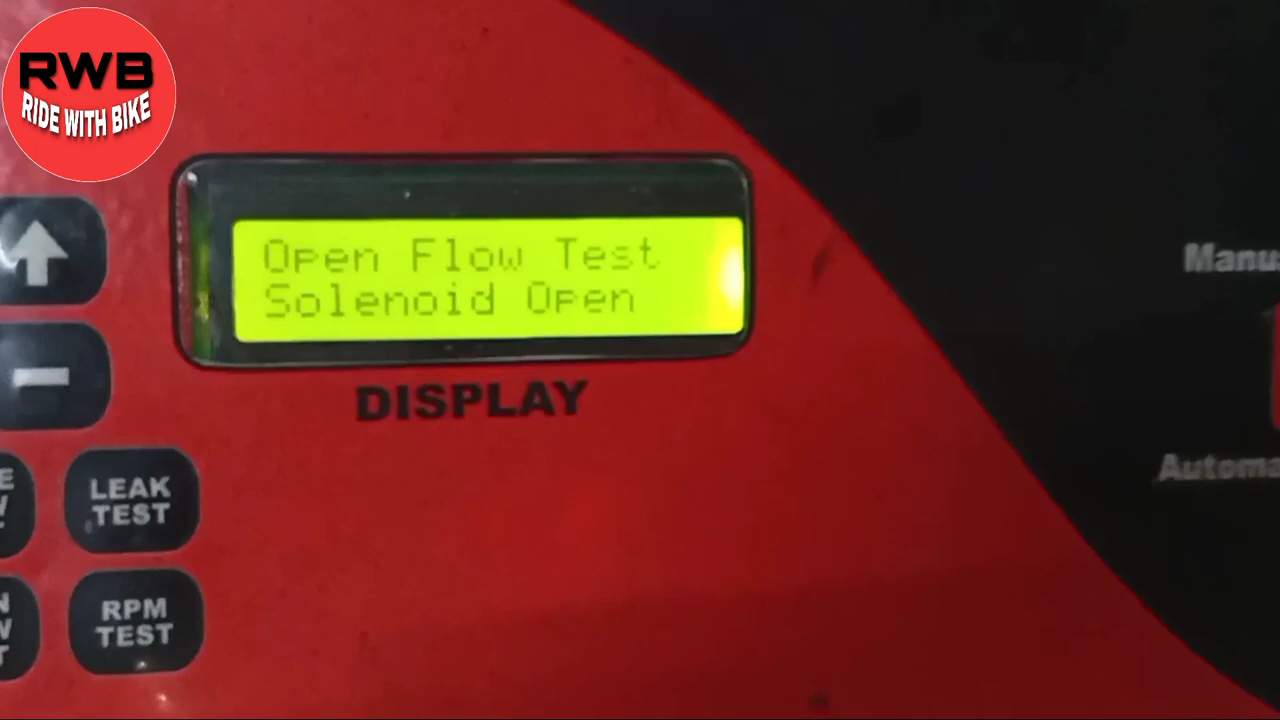 RWB
RIDE WITH BIKE
Open Flow Test
Solenoid Open
DISPLAY
LEAK
TEST
RPM
TEST